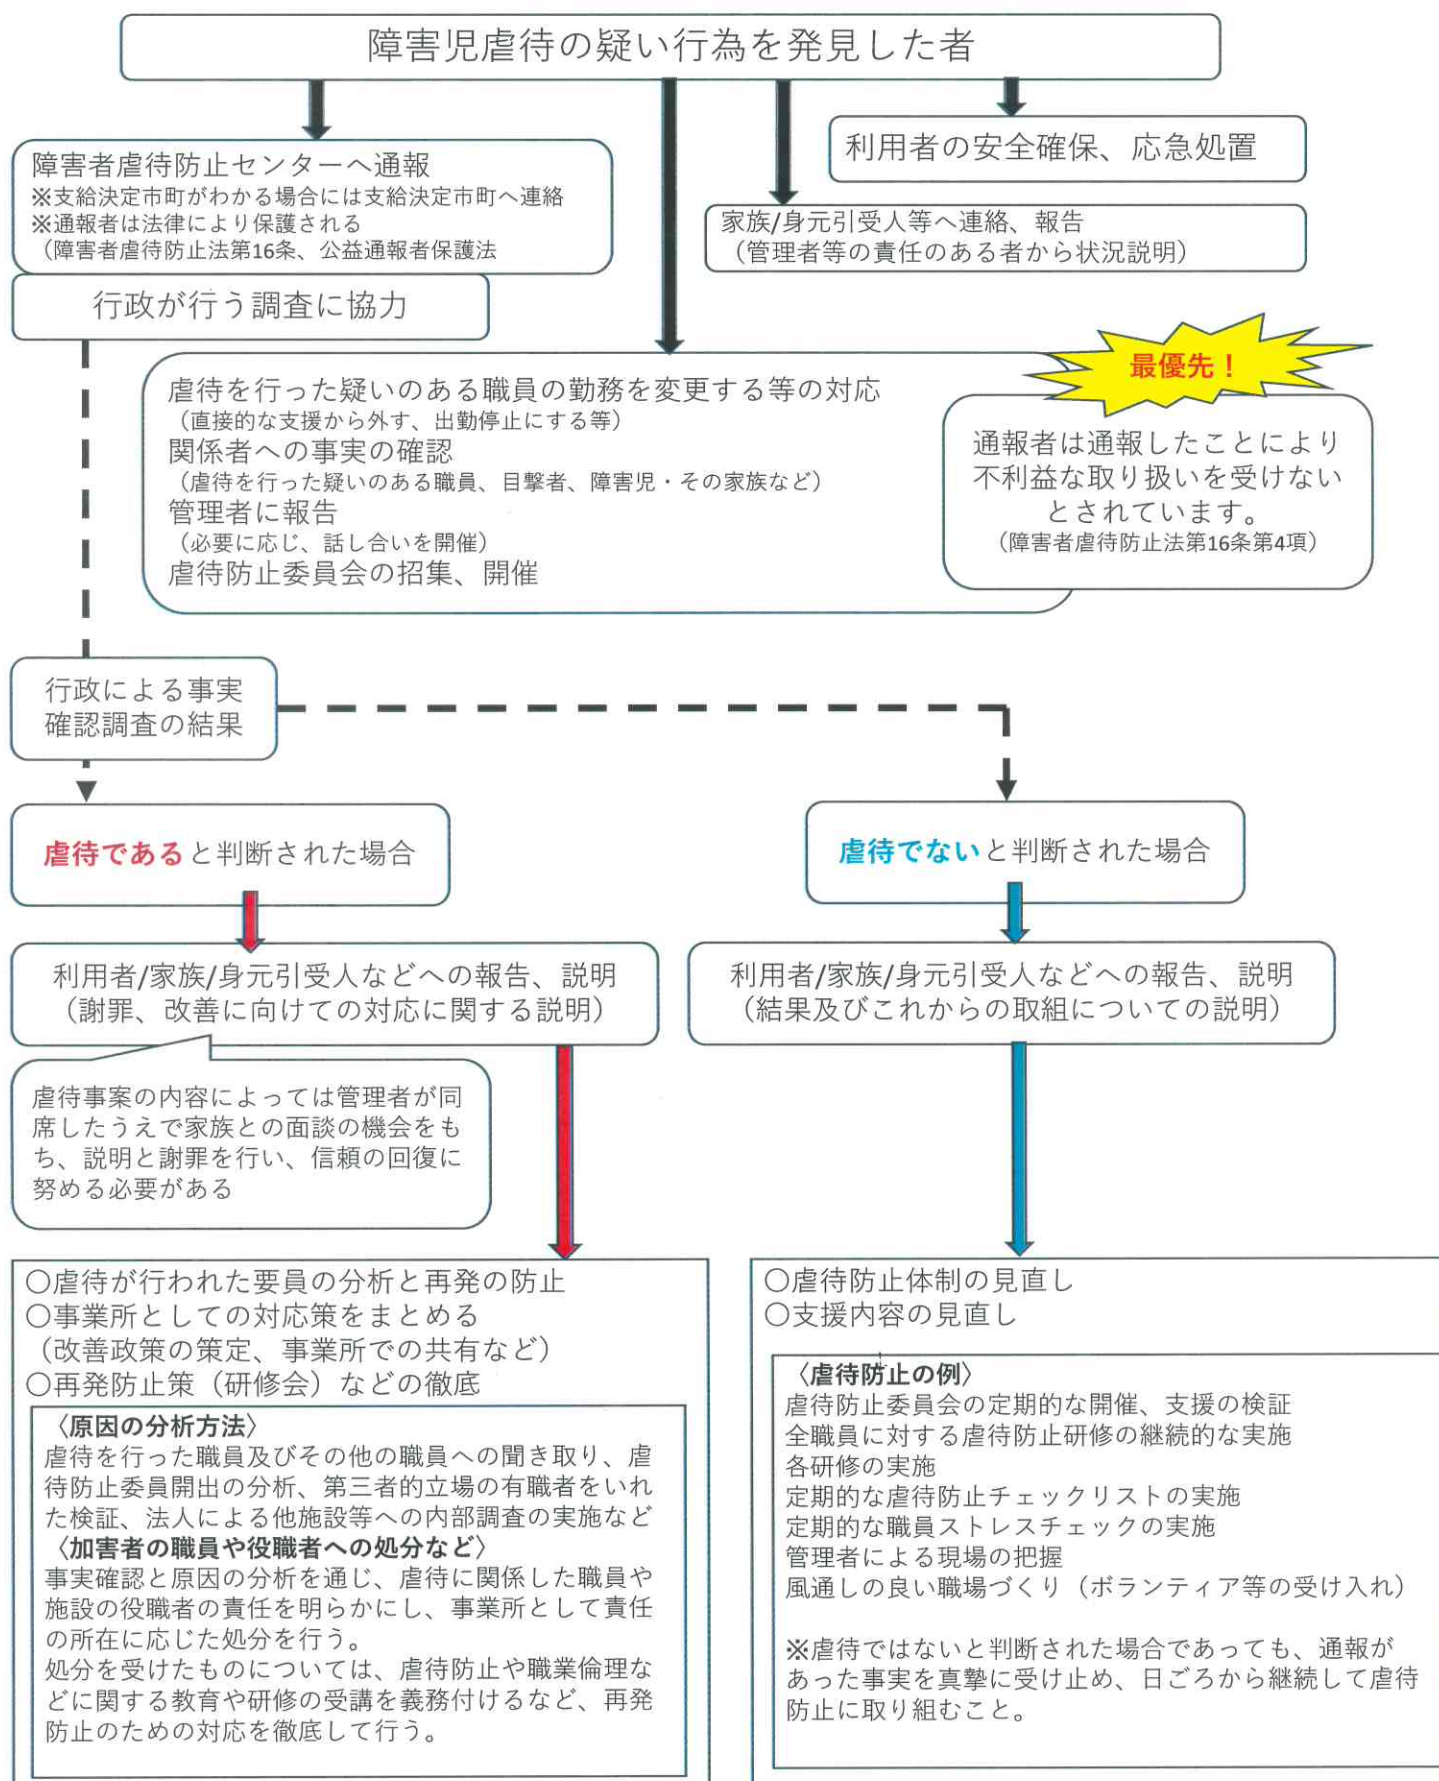 障害児虐待の疑い行為を発見した者
障害者虐待防止センターへ通報
※支給決定市町がわかる場合には支給決定市町へ連絡
※通報者は法律により保護される
（障害者虐待防止法第16条、公益通報者保護法
行政が行う調査に協力
利用者の安全確保、応急処置
家族/身元引受人等へ連絡、報告
（管理者等の責任のある者から状況説明）
虐待を行った疑いのある職員の勤務を変更する等の対応
（直接的な支援から外す、出勤停止にする等）
関係者への事実の確認
（虐待を行った疑いのある職員、目撃者、障害児・その家族など）
管理者に報告
（必要に応じ、話し合いを開催）
虐待防止委員会の招集、開催
最優先！
通報者は通報したことにより
不利益な取り扱いを受けない
とされています。
（障害者虐待防止法第16条第4項）
行政による事実
確認調査の結果
虐待であると判断された場合
虐待でないと判断された場合
利用者/家族/身元引受人などへの報告、説明
（謝罪、改善に向けての対応に関する説明）
利用者/家族/身元引受人などへの報告、説明
（結果及びこれからの取組についての説明）
虐待事案の内容によっては管理者が同
席したうえで家族との面談の機会をも
ち、説明と謝罪を行い、信頼の回復に
努める必要がある
〇虐待が行われた要員の分析と再発の防止
〇事業所としての対応策をまとめる
（改善政策の策定、事業所での共有など）
〇再発防止策（研修会）などの徹底
〈原因の分析方法〉
虐待を行った職員及びその他の職員への聞き取り、虐
待防止委員開出の分析、第三者的立場の有職者をいれ
た検証、法人による他施設等への内部調査の実施など
〈加害者の職員や役職者への処分など〉
事実確認と原因の分析を通じ、虐待に関係した職員や
施設の役職者の責任を明らかにし、事業所として責任
の所在に応じた処分を行う。
処分を受けたものについては、虐待防止や職業倫理な
どに関する教育や研修の受講を義務付けるなど、再発
防止のための対応を徹底して行う。
〇虐待防止体制の見直し
〇支援内容の見直し
〈虐待防止の例〉
虐待防止委員会の定期的な開催、支援の検証
全職員に対する虐待防止研修の継続的な実施
各研修の実施
定期的な虐待防止チェックリストの実施
定期的な職員ストレスチェックの実施
管理者による現場の把握
風通しの良い職場づくり（ボランティア等の受け入れ）
※虐待ではないと判断された場合であっても、通報が
あった事実を真摯に受け止め、日ごろから継続して虐待
防止に取り組むこと。